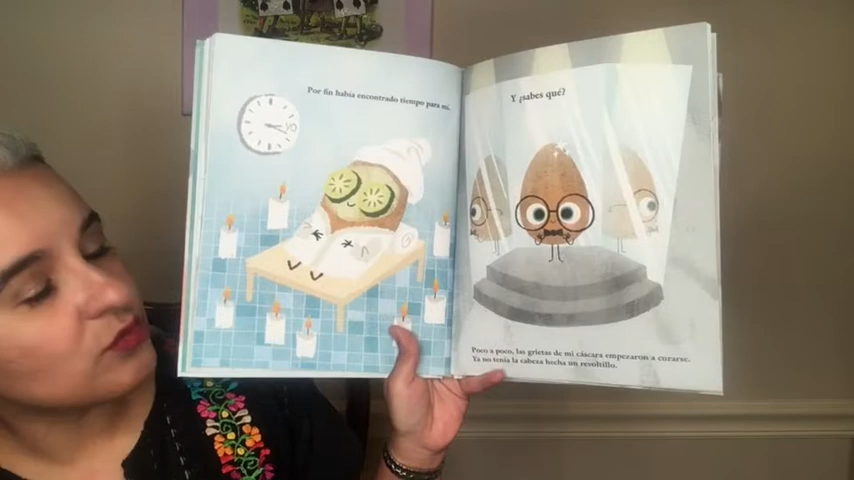 Por fin había encontrado tiempo para mí.
Y ¿sabes qué?
Poco a poco, las grietas de mi cáscara empezaron a curarse.
Ya no tenía la cabeza hecha un revoltillo.